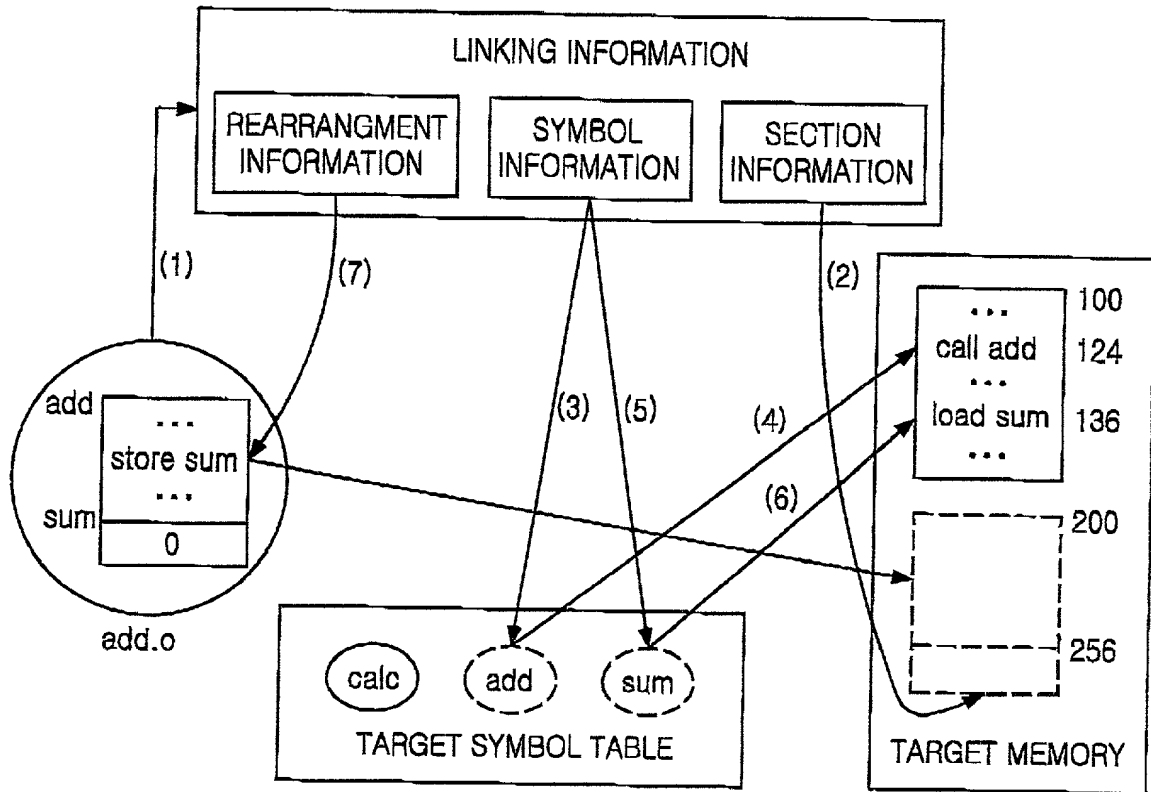 LINKING INFORMATION
REARRANGMENT
INFORMATION
SYMBOL
INFORMATION
SECTION
INFORMATION
(1)
(7)
(2)
(3)
(5)
(4)
(6)
add
...
store sum
...
sum
0
add.o
...
100
call add
124
...
load sum
136
...
200
256
TARGET MEMORY
calc
add
sum
TARGET SYMBOL TABLE